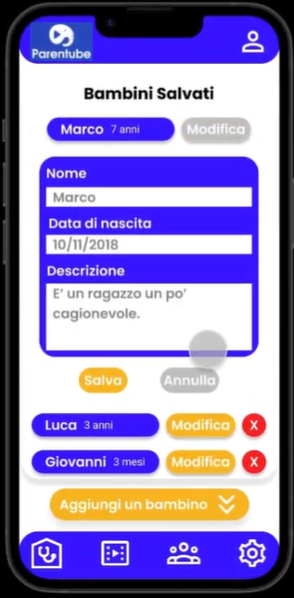 Parentube
Bambini Salvati
Marco 7 anni Modifica
Nome
Marco
Data di nascita
10/11/2018
Descrizione
E' un ragazzo un po'
cagionevole.
Salva Annulla
Luca 3 anni Modifica X
Giovanni 3 mesi Modifica X
Aggiungi un bambino